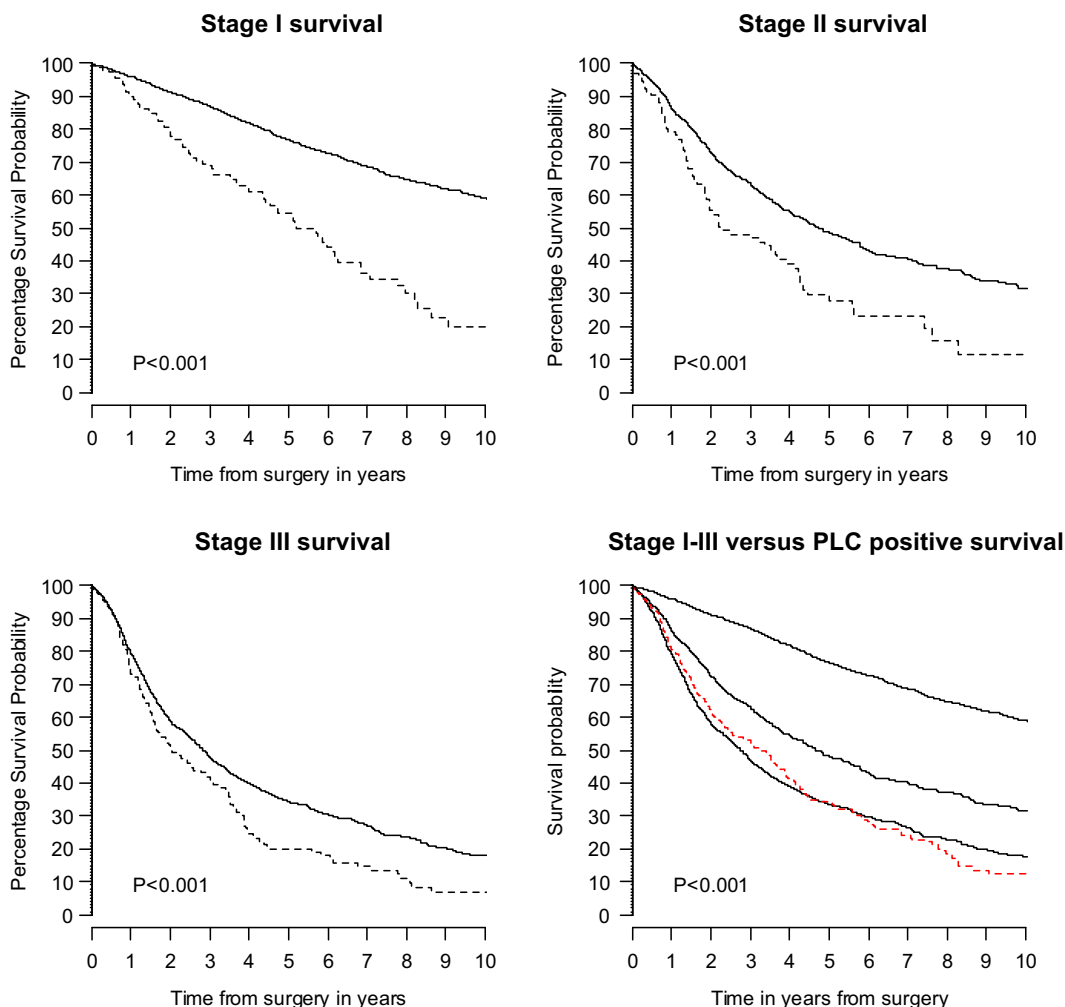 Stage I survival
Percentage Survival Probability
100
90
80
70
60
50
40
30
20
10
0
P<0.001
0 1 2 3 4 5 6 7 8 9 10
Time from surgery in years
Stage II survival
Percentage Survival Probability
100
90
80
70
60
50
40
30
20
10
0
P<0.001
0 1 2 3 4 5 6 7 8 9 10
Time from surgery in years
Stage III survival
Percentage Survival Probability
100
90
80
70
60
50
40
30
20
10
0
P<0.001
0 1 2 3 4 5 6 7 8 9 10
Time from surgery in years
Stage I-III versus PLC positive survival
Survival probability
100
90
80
70
60
50
40
30
20
10
0
P<0.001
0 1 2 3 4 5 6 7 8 9 10
Time in years from surgery